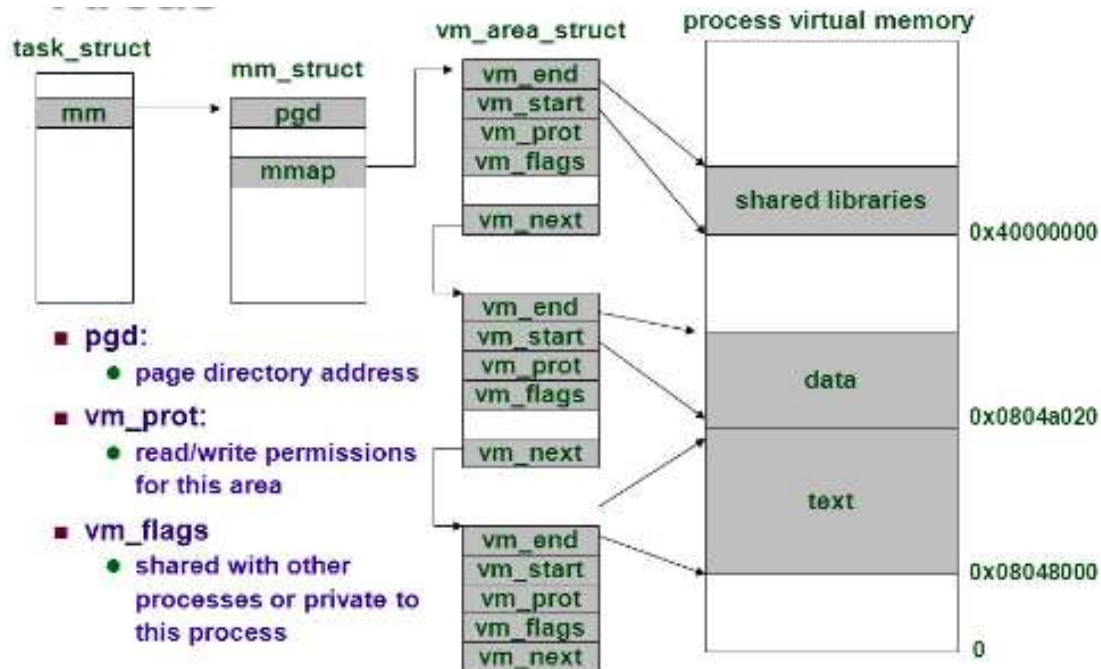 process virtual memory
vm_area_struct
task_struct
mm_struct
mm
pgd
mmap
vm_end
vm_start
vm_prot
vm_flags
vm_next
shared libraries
0x40000000
vm_end
vm_start
vm_prot
vm_flags
vm_next
data
0x0804a020
text
0x08048000
vm_end
vm_start
vm_prot
vm_flags
vm_next
0
pgd:
page directory address
vm_prot:
read/write permissions
for this area
vm_flags
shared with other
processes or private to
this process